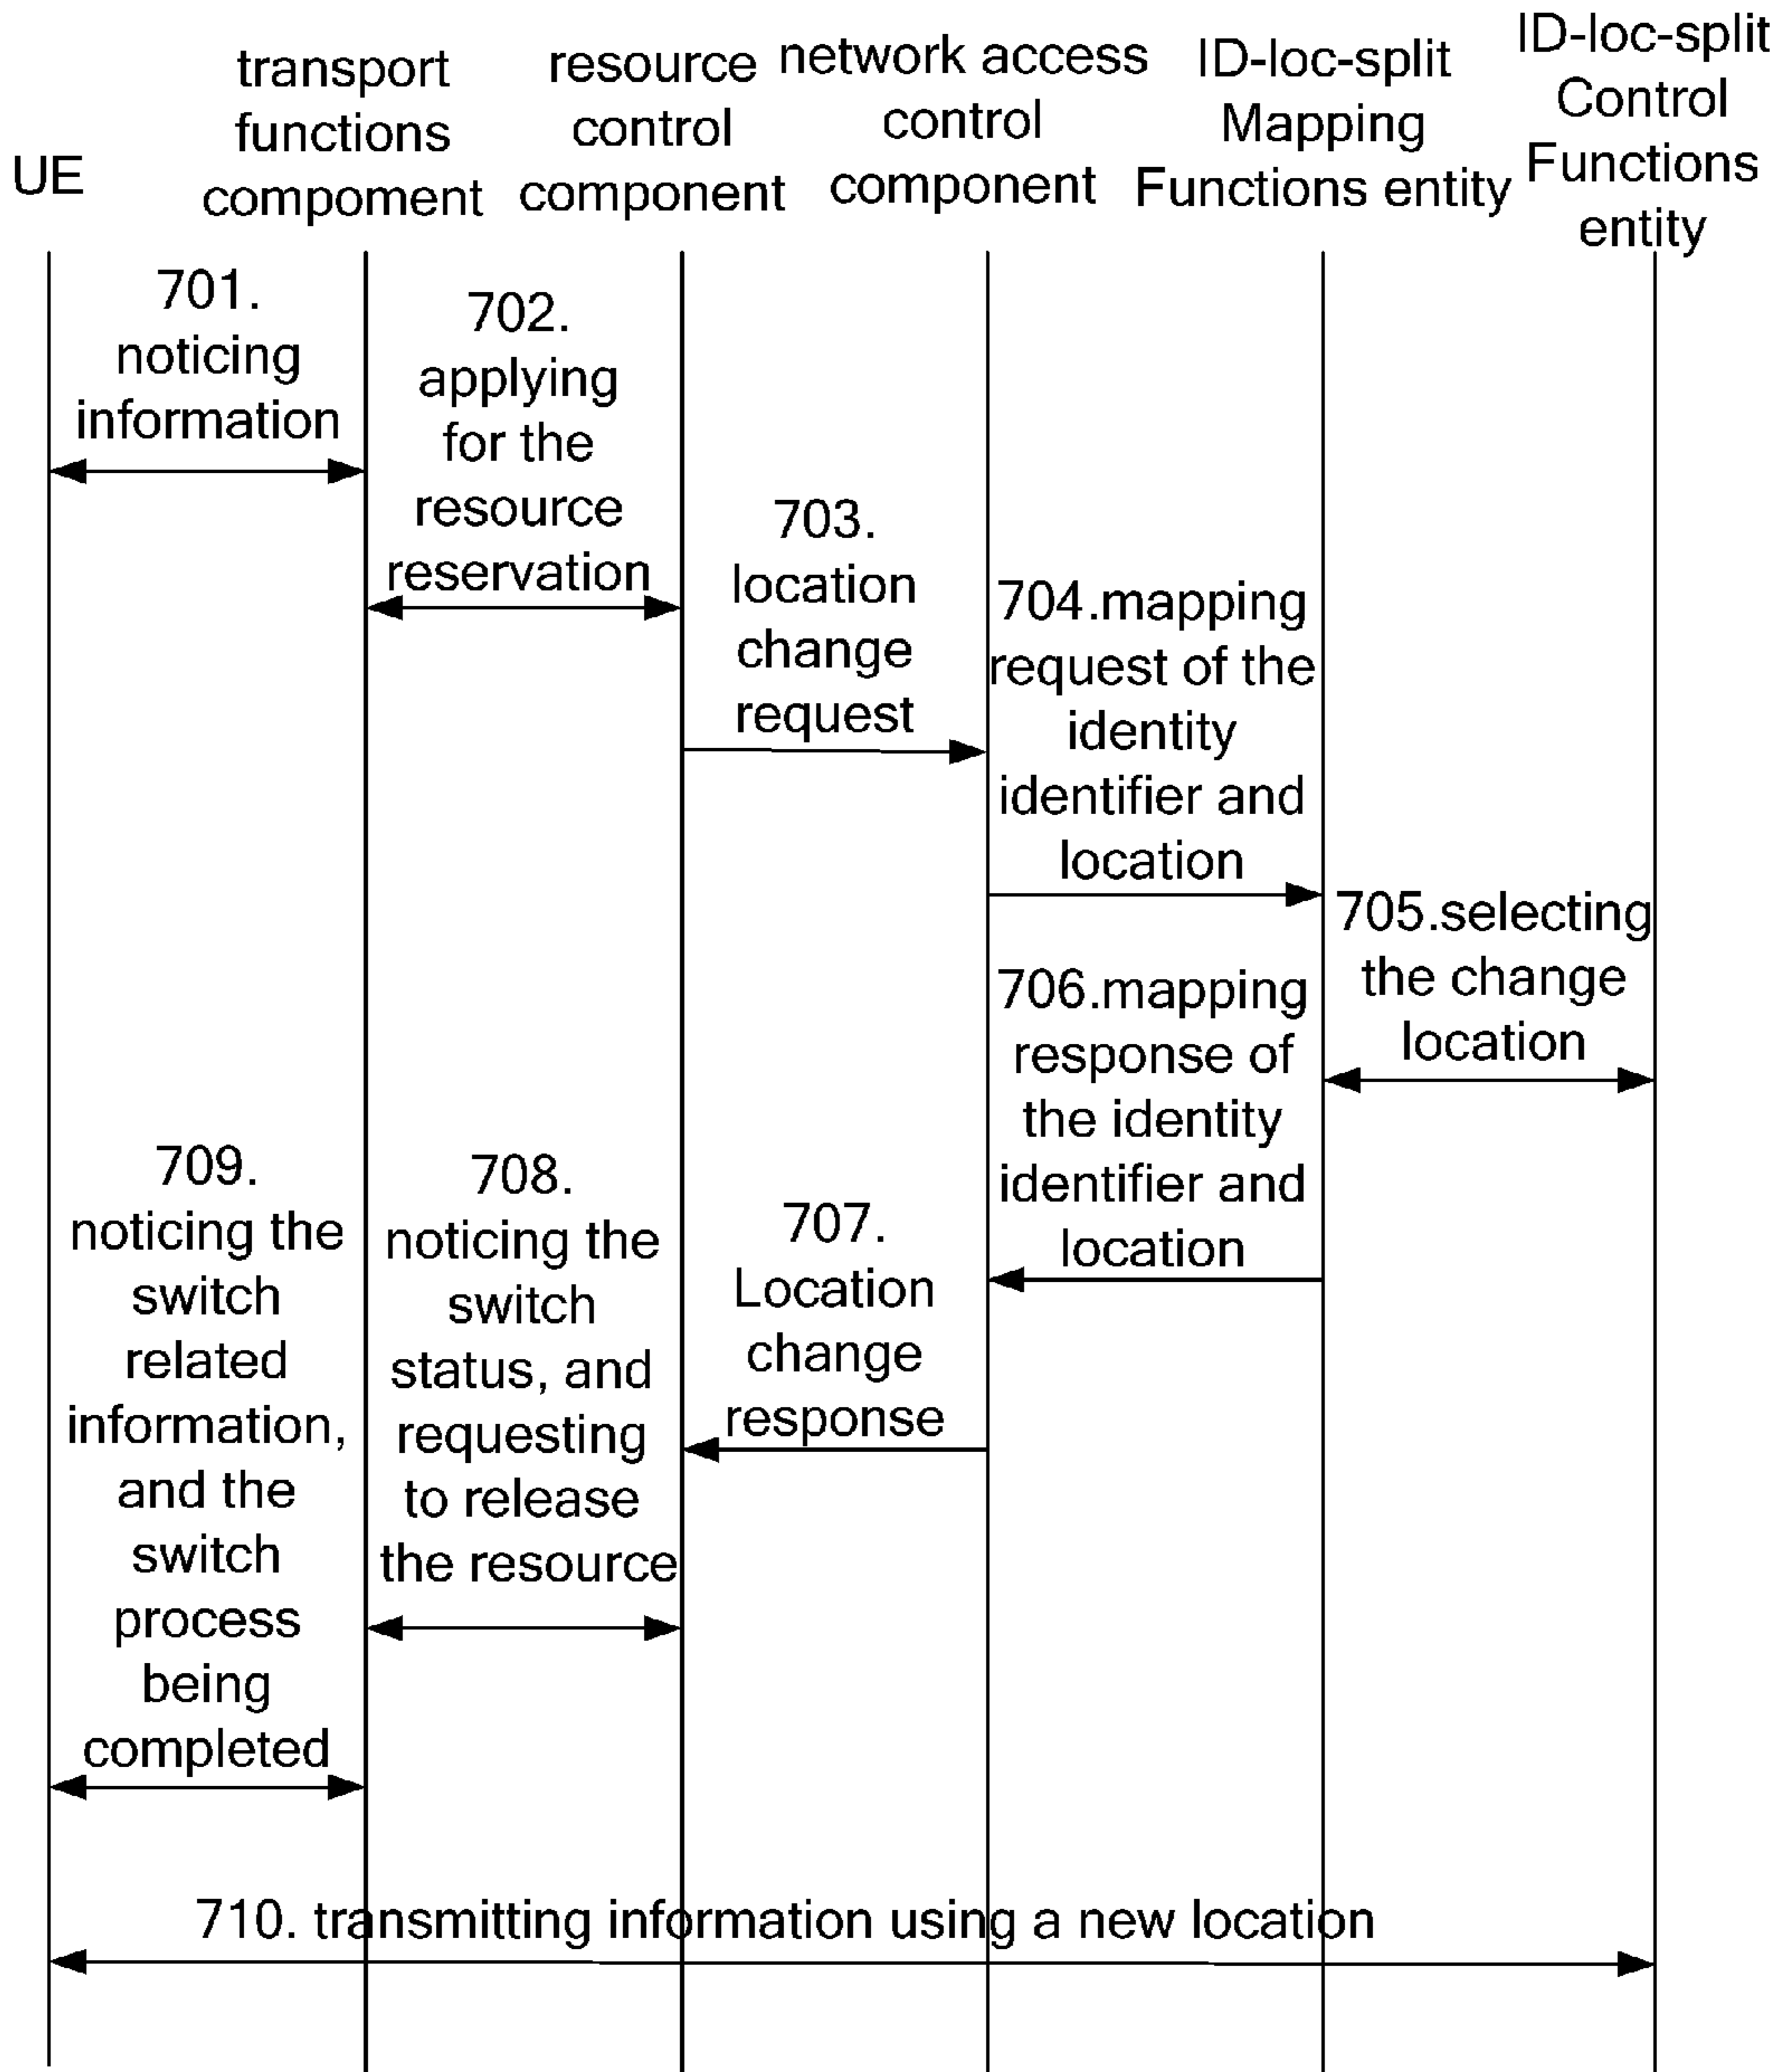 UE
transport
functions
compoment
resource
control
component
network access
control
component
ID-loc-split
Mapping
Functions entity
ID-loc-split
Control
Functions
entity
701.
noticing
information
702.
applying
for the
resource
reservation
703.
location
change
request
704.mapping
request of the
identity
identifier and
location
705.selecting
the change
location
706.mapping
response of
the identity
identifier and
location
707.
Location
change
response
708.
noticing the
switch
status, and
requesting
to release
the resource
709.
noticing the
switch
related
information,
and the
switch
process
being
completed
710. transmitting information using a new location